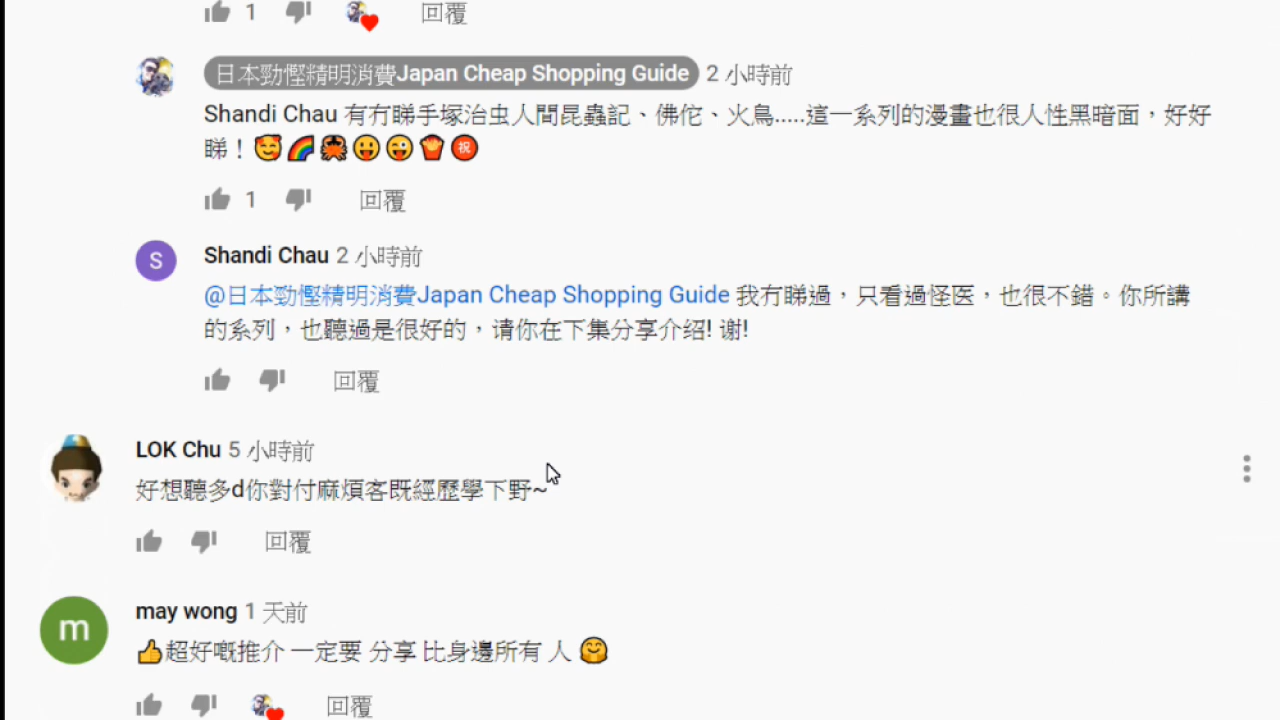 1 回覆
日本勁慳精明消費Japan Cheap Shopping Guide 2 小時前
Shandi Chau 有冇睇手塚治虫人間昆蟲記、佛佗、火鳥.....這一系列的漫畫也很人性黑暗面，好好
睇！🥰🌈🦀😛😜🍟㊗
1 回覆
S Shandi Chau 2 小時前
@日本勁慳精明消費Japan Cheap Shopping Guide 我冇睇過，只看過怪医，也很不錯。你所講
的系列，也聽過是很好的，请你在下集分享介绍! 谢!
回覆
LOK Chu 5 小時前
好想聽多d你對付麻煩客既經歷學下野~
回覆
m may wong 1 天前
👍超好嘅推介 一定要 分享 比身邊所有 人 🤗
回覆